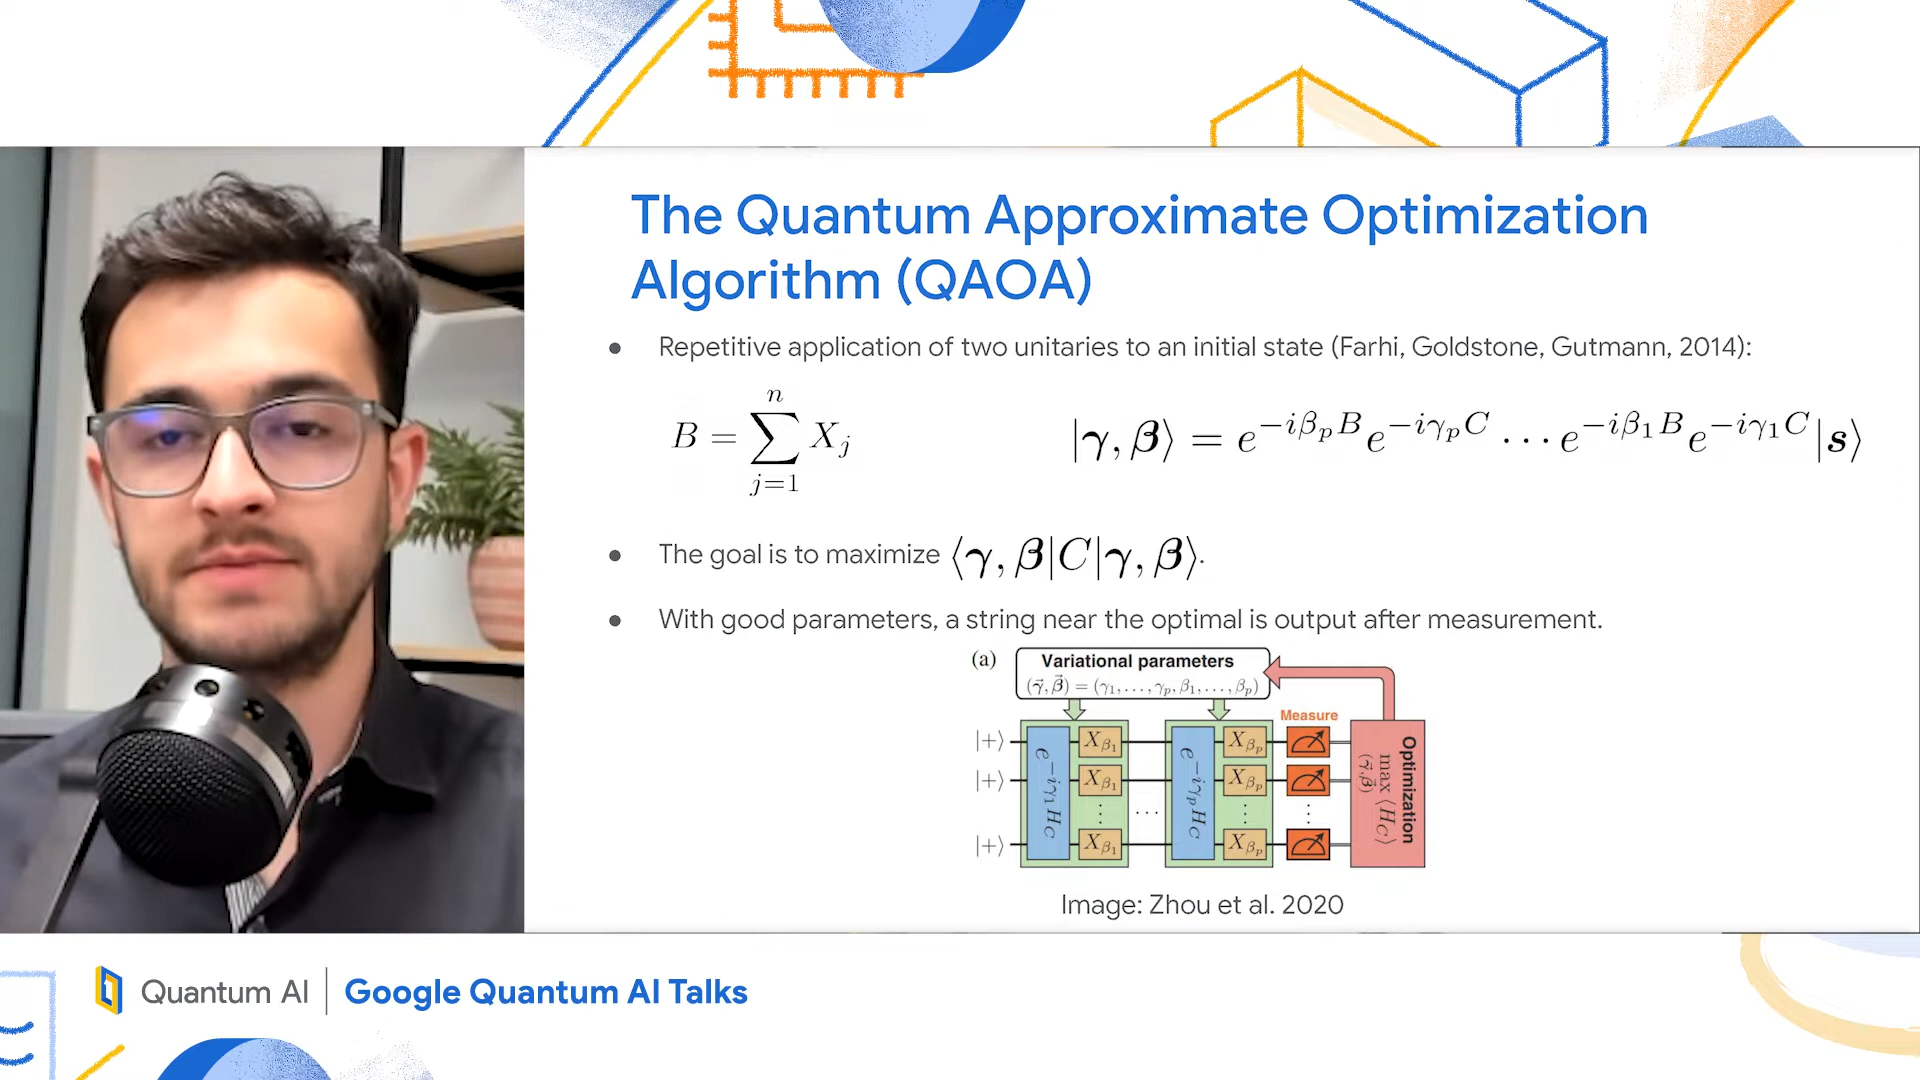 The Quantum Approximate Optimization
Algorithm (QAOA)
● Repetitive application of two unitaries to an initial state (Farhi, Goldstone, Gutmann, 2014):
B = ∑_{j=1}^{n} X_j
|γ, β⟩ = e^{−iβ_p B} e^{−iγ_p C} ··· e^{−iβ_1 B} e^{−iγ_1 C} |s⟩
● The goal is to maximize ⟨γ, β|C|γ, β⟩.
● With good parameters, a string near the optimal is output after measurement.
(a) Variational parameters
(γ⃗, β⃗) = (γ_1, …, γ_p, β_1, …, β_p)
Measure
|+⟩ X_{β_1} X_{β_p}
|+⟩ X_{β_1} X_{β_p}
⋮ ··· ⋮ ⋮
|+⟩ X_{β_1} X_{β_p}
e^{−iγ_1 H_C}
e^{−iγ_p H_C}
Optimization
max_{(γ⃗,β⃗)} ⟨H_C⟩
Image: Zhou et al. 2020
Quantum AI | Google Quantum AI Talks